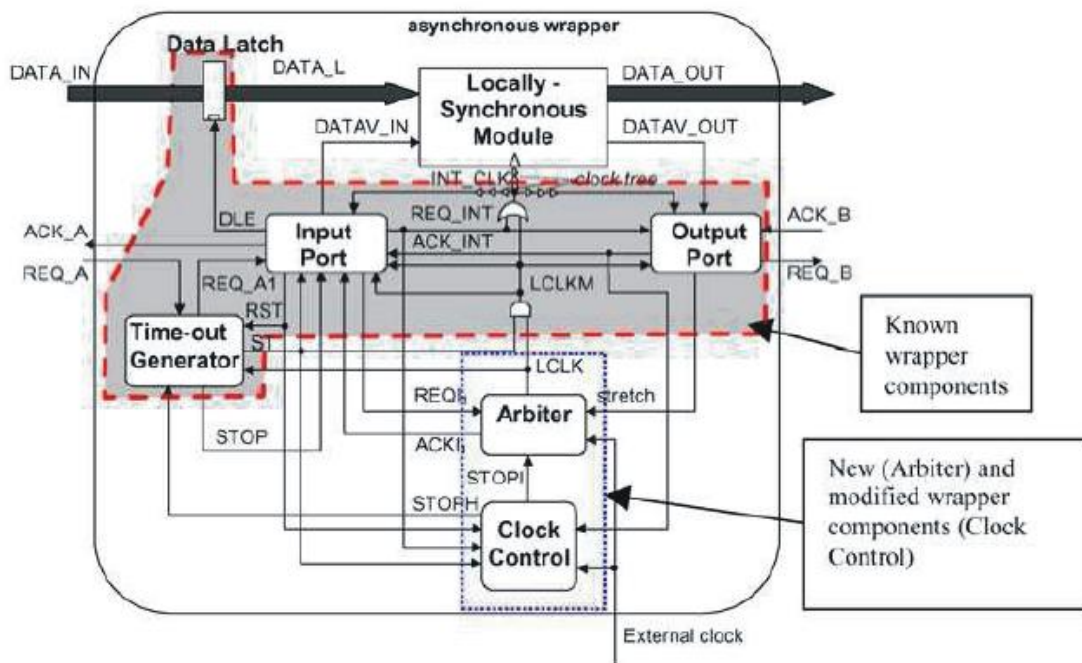 asynchronous wrapper
Data Latch
DATA_IN
DATA_L
DATA_OUT
Locally -
Synchronous
Module
DATAV_IN
DATAV_OUT
INT_CLK
clock tree
DLE
REQ_INT
ACK_A
Input
Port
ACK_INT
Output
Port
ACK_B
REQ_A
REQ_A1
LCLKM
REQ_B
RST
Time-out
Generator
ST
Known
wrapper
components
LCLK
REQI
Arbiter
stretch
STOP
ACKI
STOPI
New (Arbiter) and
modified wrapper
components (Clock
Control)
STOPH
Clock
Control
External clock